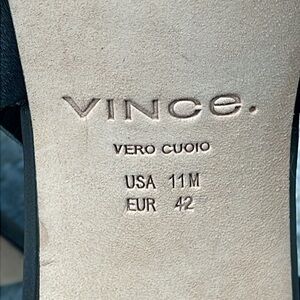 VINCE.
VERO CUOIO
USA 11M
EUR 42